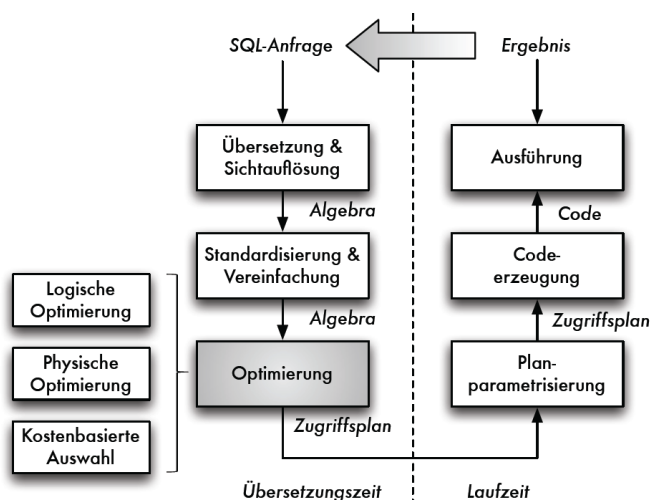 SQL-Anfrage
Ergebnis
Übersetzung &
Sichtauflösung
Ausführung
Algebra
Code
Standardisierung &
Vereinfachung
Code-
erzeugung
Logische
Optimierung
Algebra
Zugriffsplan
Physische
Optimierung
Optimierung
Plan-
parametrisierung
Kostenbasierte
Auswahl
Zugriffsplan
Übersetzungszeit
Laufzeit